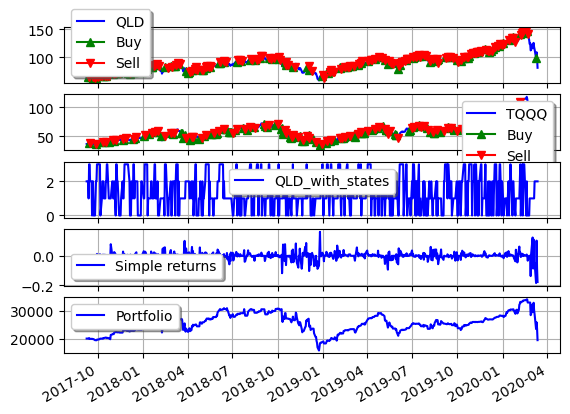 QLD
Buy
Sell
150
100
TQQQ
Buy
Sell
100
50
QLD_with_states
2
0
Simple returns
0.0
−0.2
Portfolio
30000
20000
2017-10 2018-01 2018-04 2018-07 2018-10 2019-01 2019-04 2019-07 2019-10 2020-01 2020-04